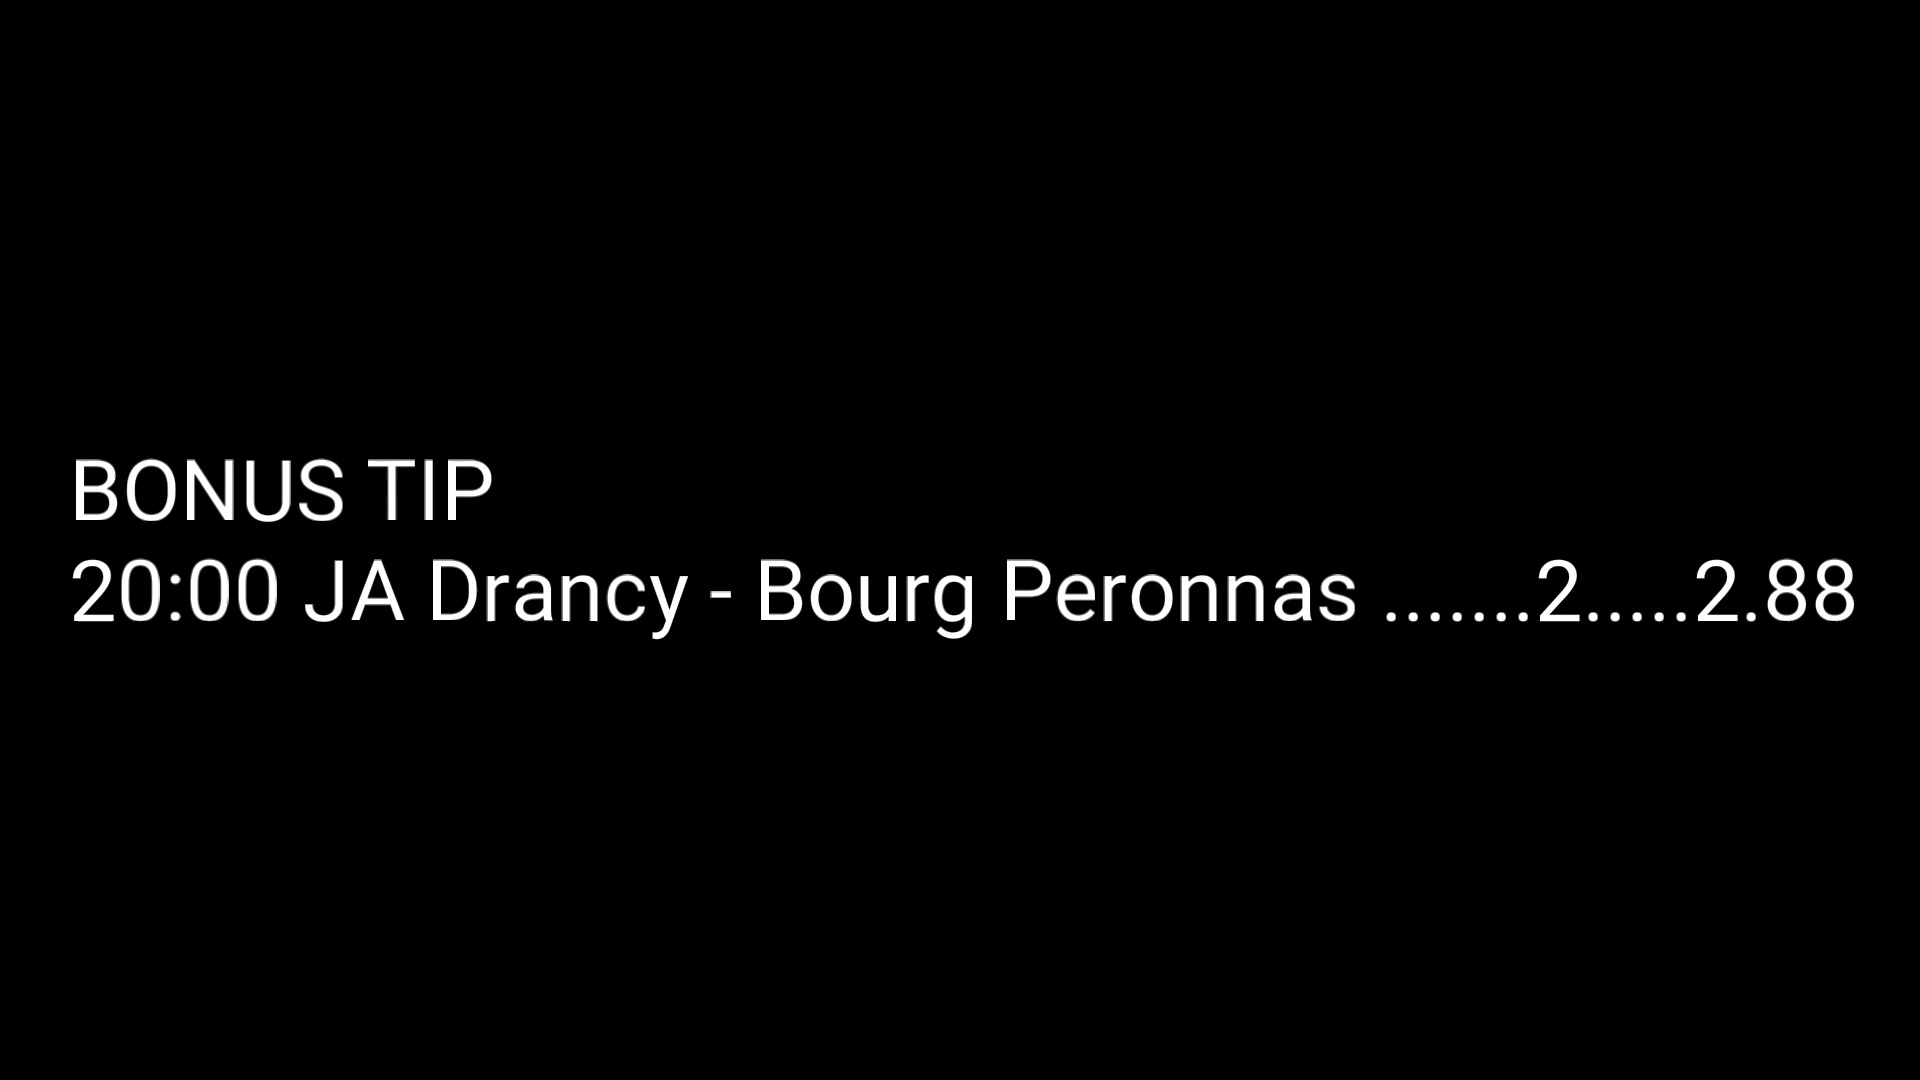 BONUS TIP
20:00 JA Drancy - Bourg Peronnas .......2.....2.88